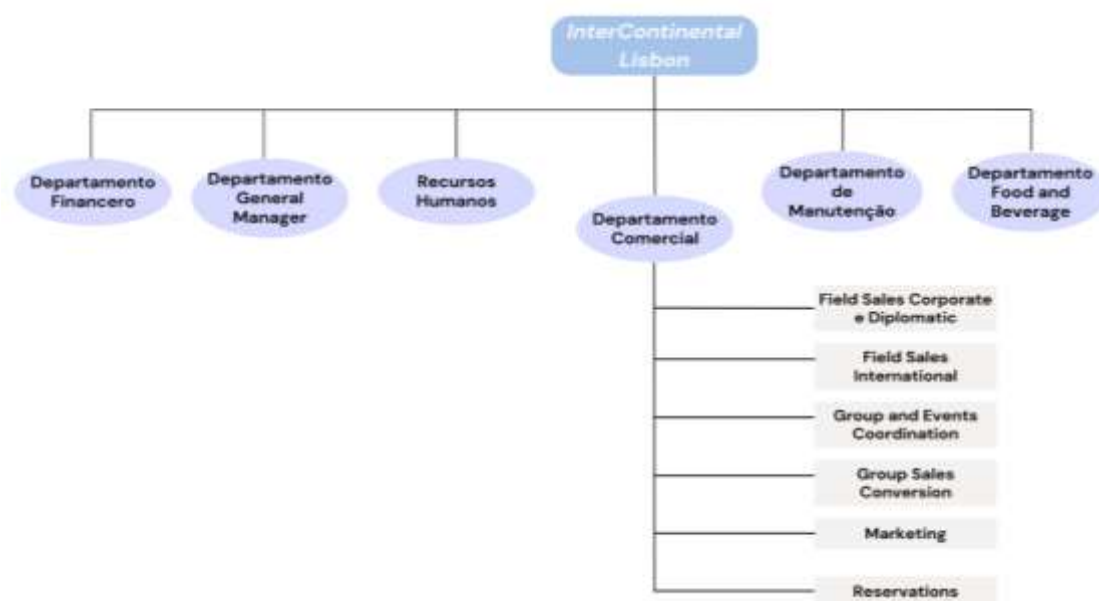 InterContinental
Lisbon
Departamento
Financero
Departamento
General
Manager
Recursos
Humanos
Departamento
Comercial
Departamento
de
Manutenção
Departamento
Food and
Beverage
Field Sales Corporate
e Diplomatic
Field Sales
International
Group and Events
Coordination
Group Sales
Conversion
Marketing
Reservations